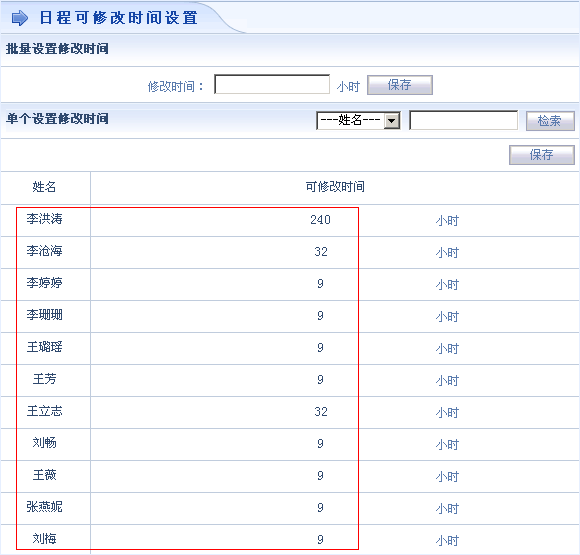 日程可修改时间设置
批量设置修改时间
修改时间： 小时 保存
单个设置修改时间 ---姓名--- 检索
保存
姓名 可修改时间
李洪涛 240 小时
李沧海 32 小时
李婷婷 9 小时
李珊珊 9 小时
王璐瑶 9 小时
王芳 9 小时
王立志 32 小时
刘畅 9 小时
王薇 9 小时
张燕妮 9 小时
刘梅 9 小时